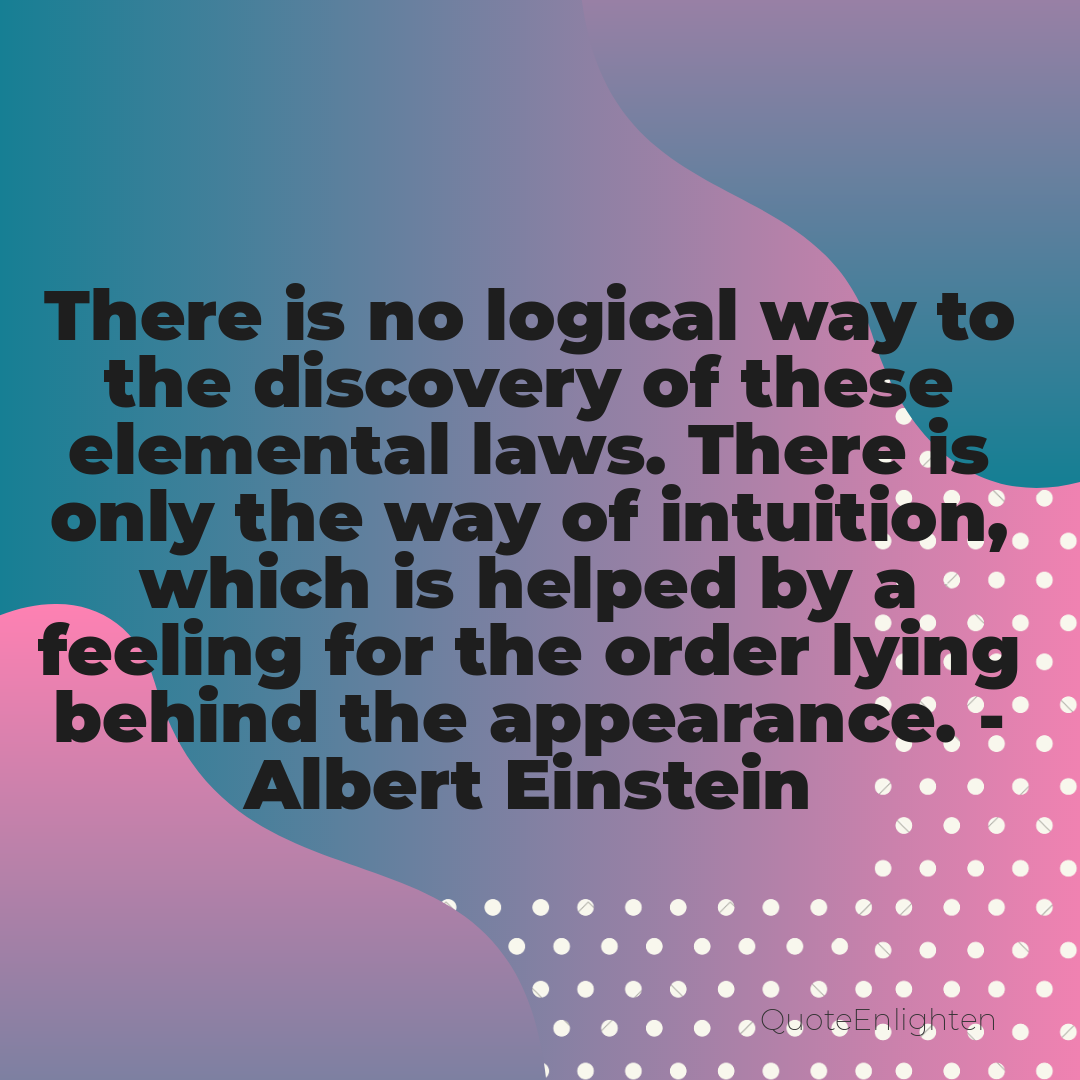 There is no logical way to
the discovery of these
elemental laws. There is
only the way of intuition,
which is helped by a
feeling for the order lying
behind the appearance. -
Albert Einstein
QuoteEnlighten